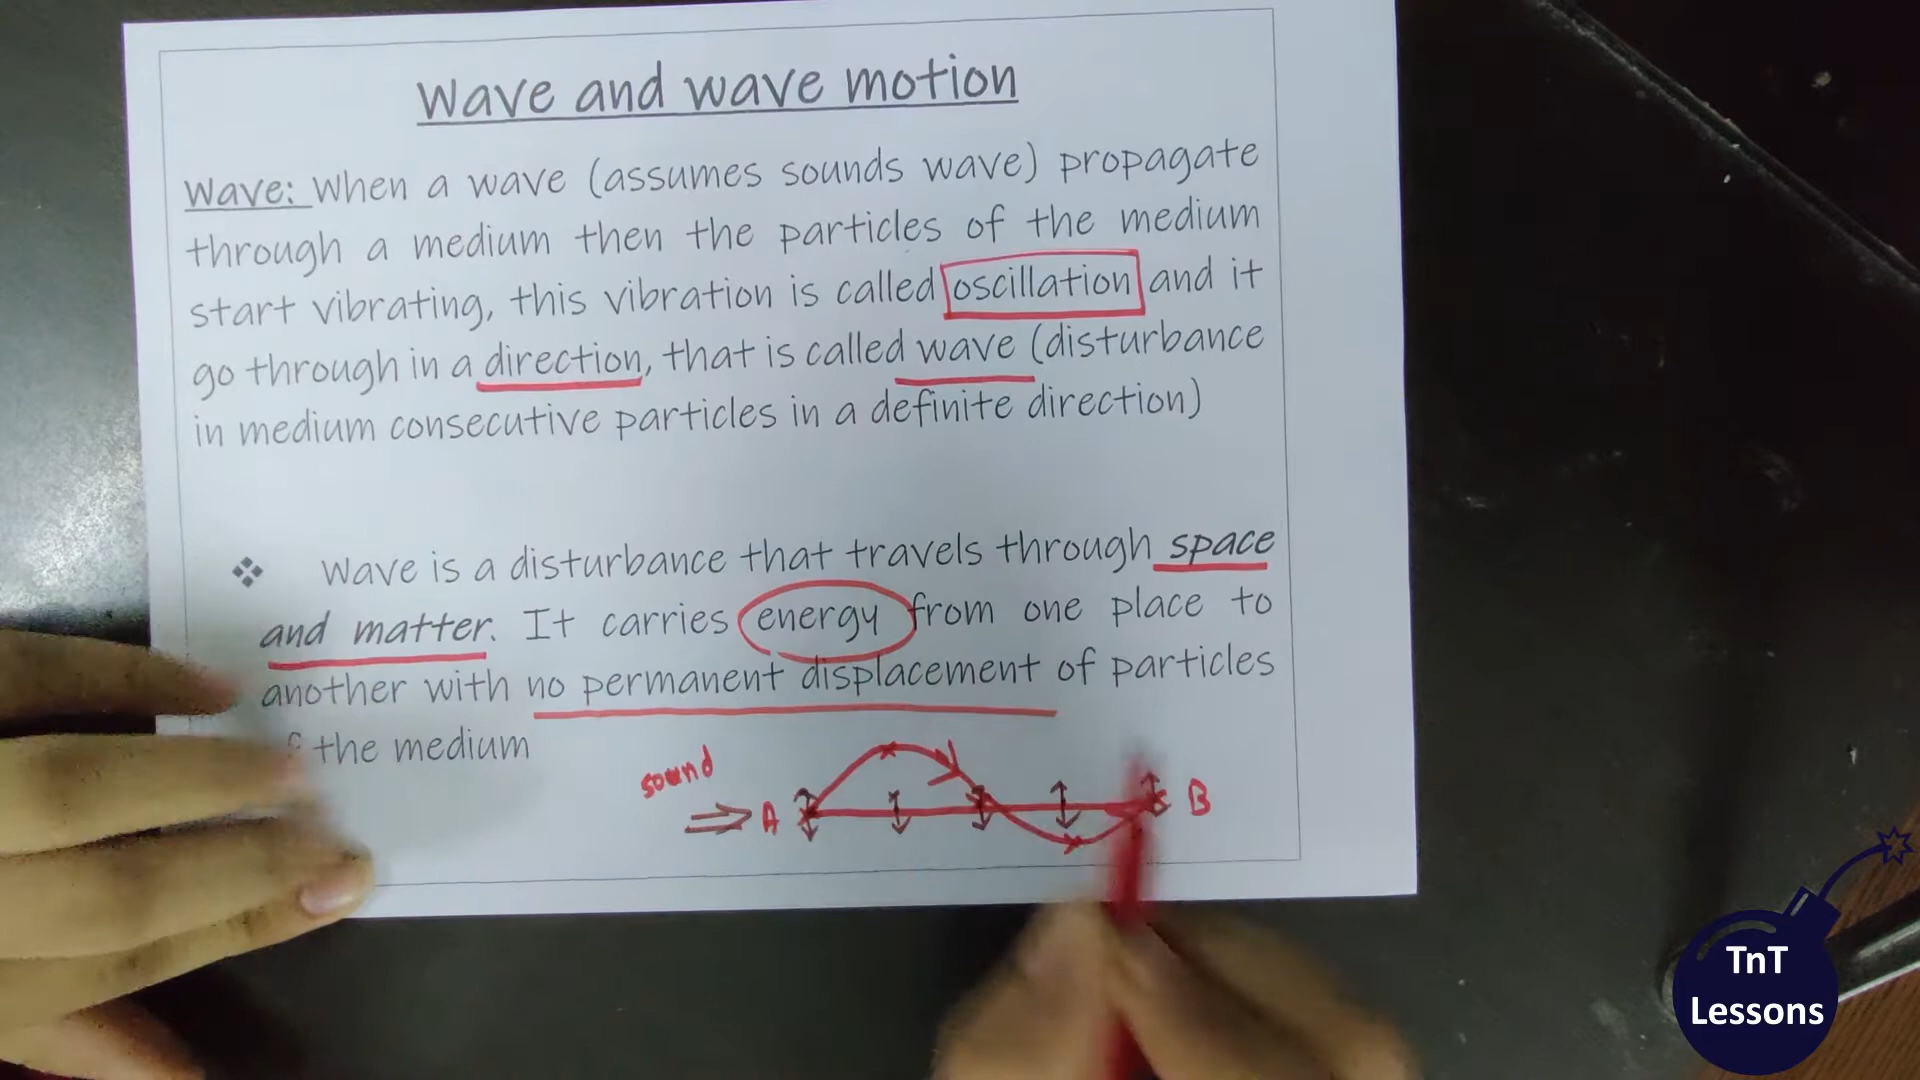 Wave and wave motion
Wave: When a wave (assumes sounds wave) propagate
through a medium then the particles of the medium
start vibrating, this vibration is called oscillation and it
go through in a direction, that is called wave (disturbance
in medium consecutive particles in a definite direction)
❖ Wave is a disturbance that travels through space
and matter. It carries energy from one place to
another with no permanent displacement of particles
the medium
sound
A
B
TnT
Lessons